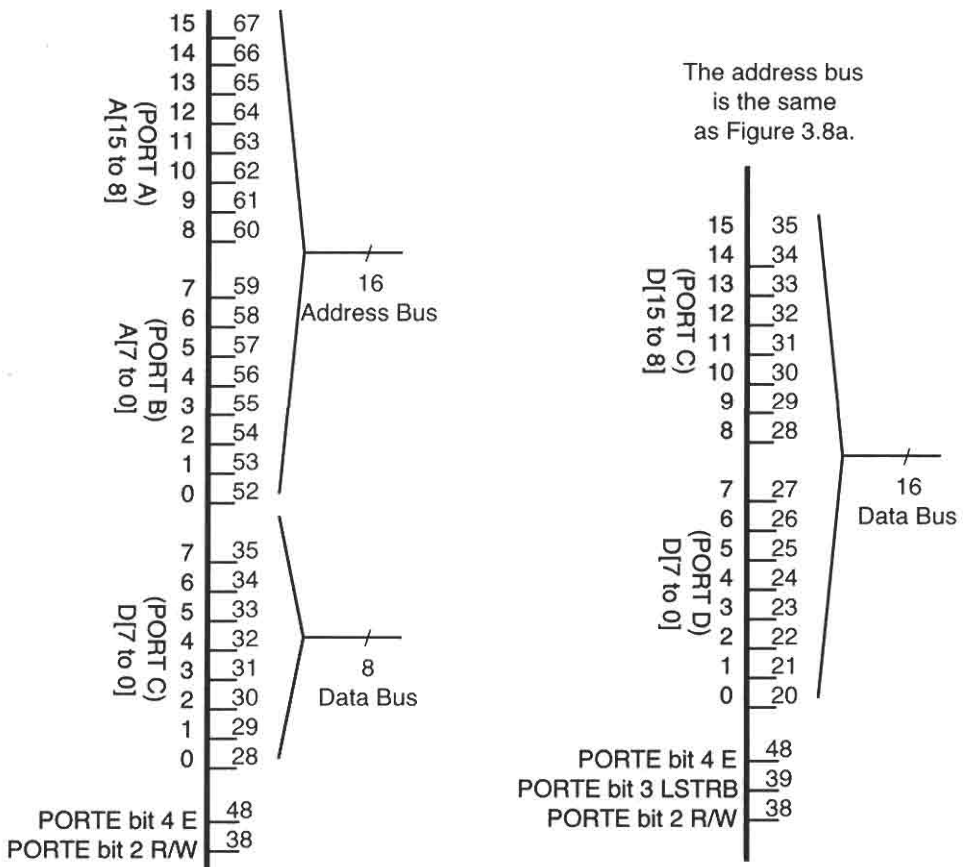 15 67
14 66
13 65
12 64
11 63
10 62
9 61
8 60
(PORT A)
A[15 to 8]
7 59
6 58
5 57
4 56
3 55
2 54
1 53
0 52
(PORT B)
A[7 to 0]
16
Address Bus
7 35
6 34
5 33
4 32
3 31
2 30
1 29
0 28
(PORT C)
D[7 to 0]
8
Data Bus
PORTE bit 4 E 48
PORTE bit 2 R/W 38
The address bus
is the same
as Figure 3.8a.
15 35
14 34
13 33
12 32
11 31
10 30
9 29
8 28
(PORT C)
D[15 to 8]
7 27
6 26
5 25
4 24
3 23
2 22
1 21
0 20
(PORT D)
D[7 to 0]
16
Data Bus
PORTE bit 4 E 48
PORTE bit 3 LSTRB 39
PORTE bit 2 R/W 38